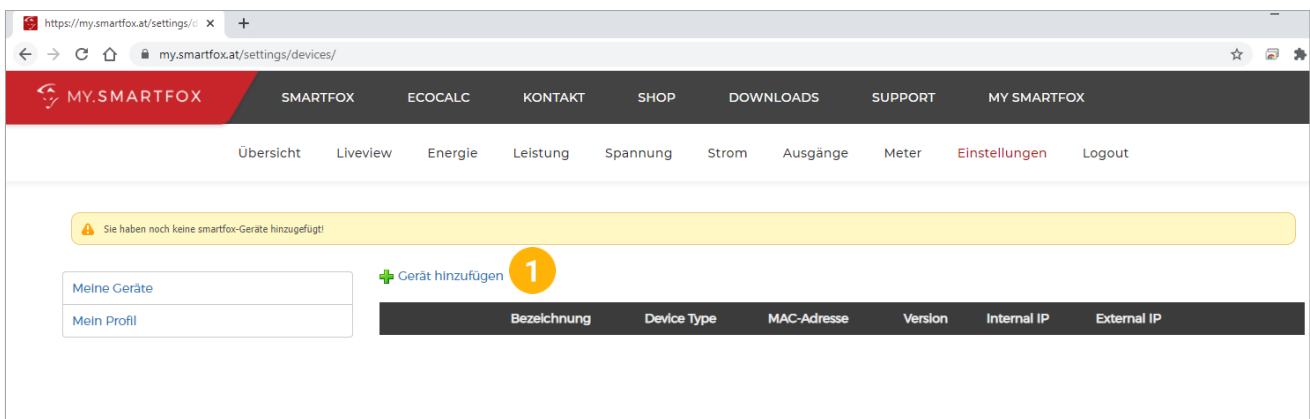 https://my.smartfox.at/settings/d
my.smartfox.at/settings/devices/
MY.SMARTFOX SMARTFOX ECOCALC KONTAKT SHOP DOWNLOADS SUPPORT MY SMARTFOX
Übersicht Liveview Energie Leistung Spannung Strom Ausgänge Meter Einstellungen Logout
Sie haben noch keine smartfox-Geräte hinzugefügt!
Gerät hinzufügen 1
Meine Geräte
Mein Profil
Bezeichnung Device Type MAC-Adresse Version Internal IP External IP